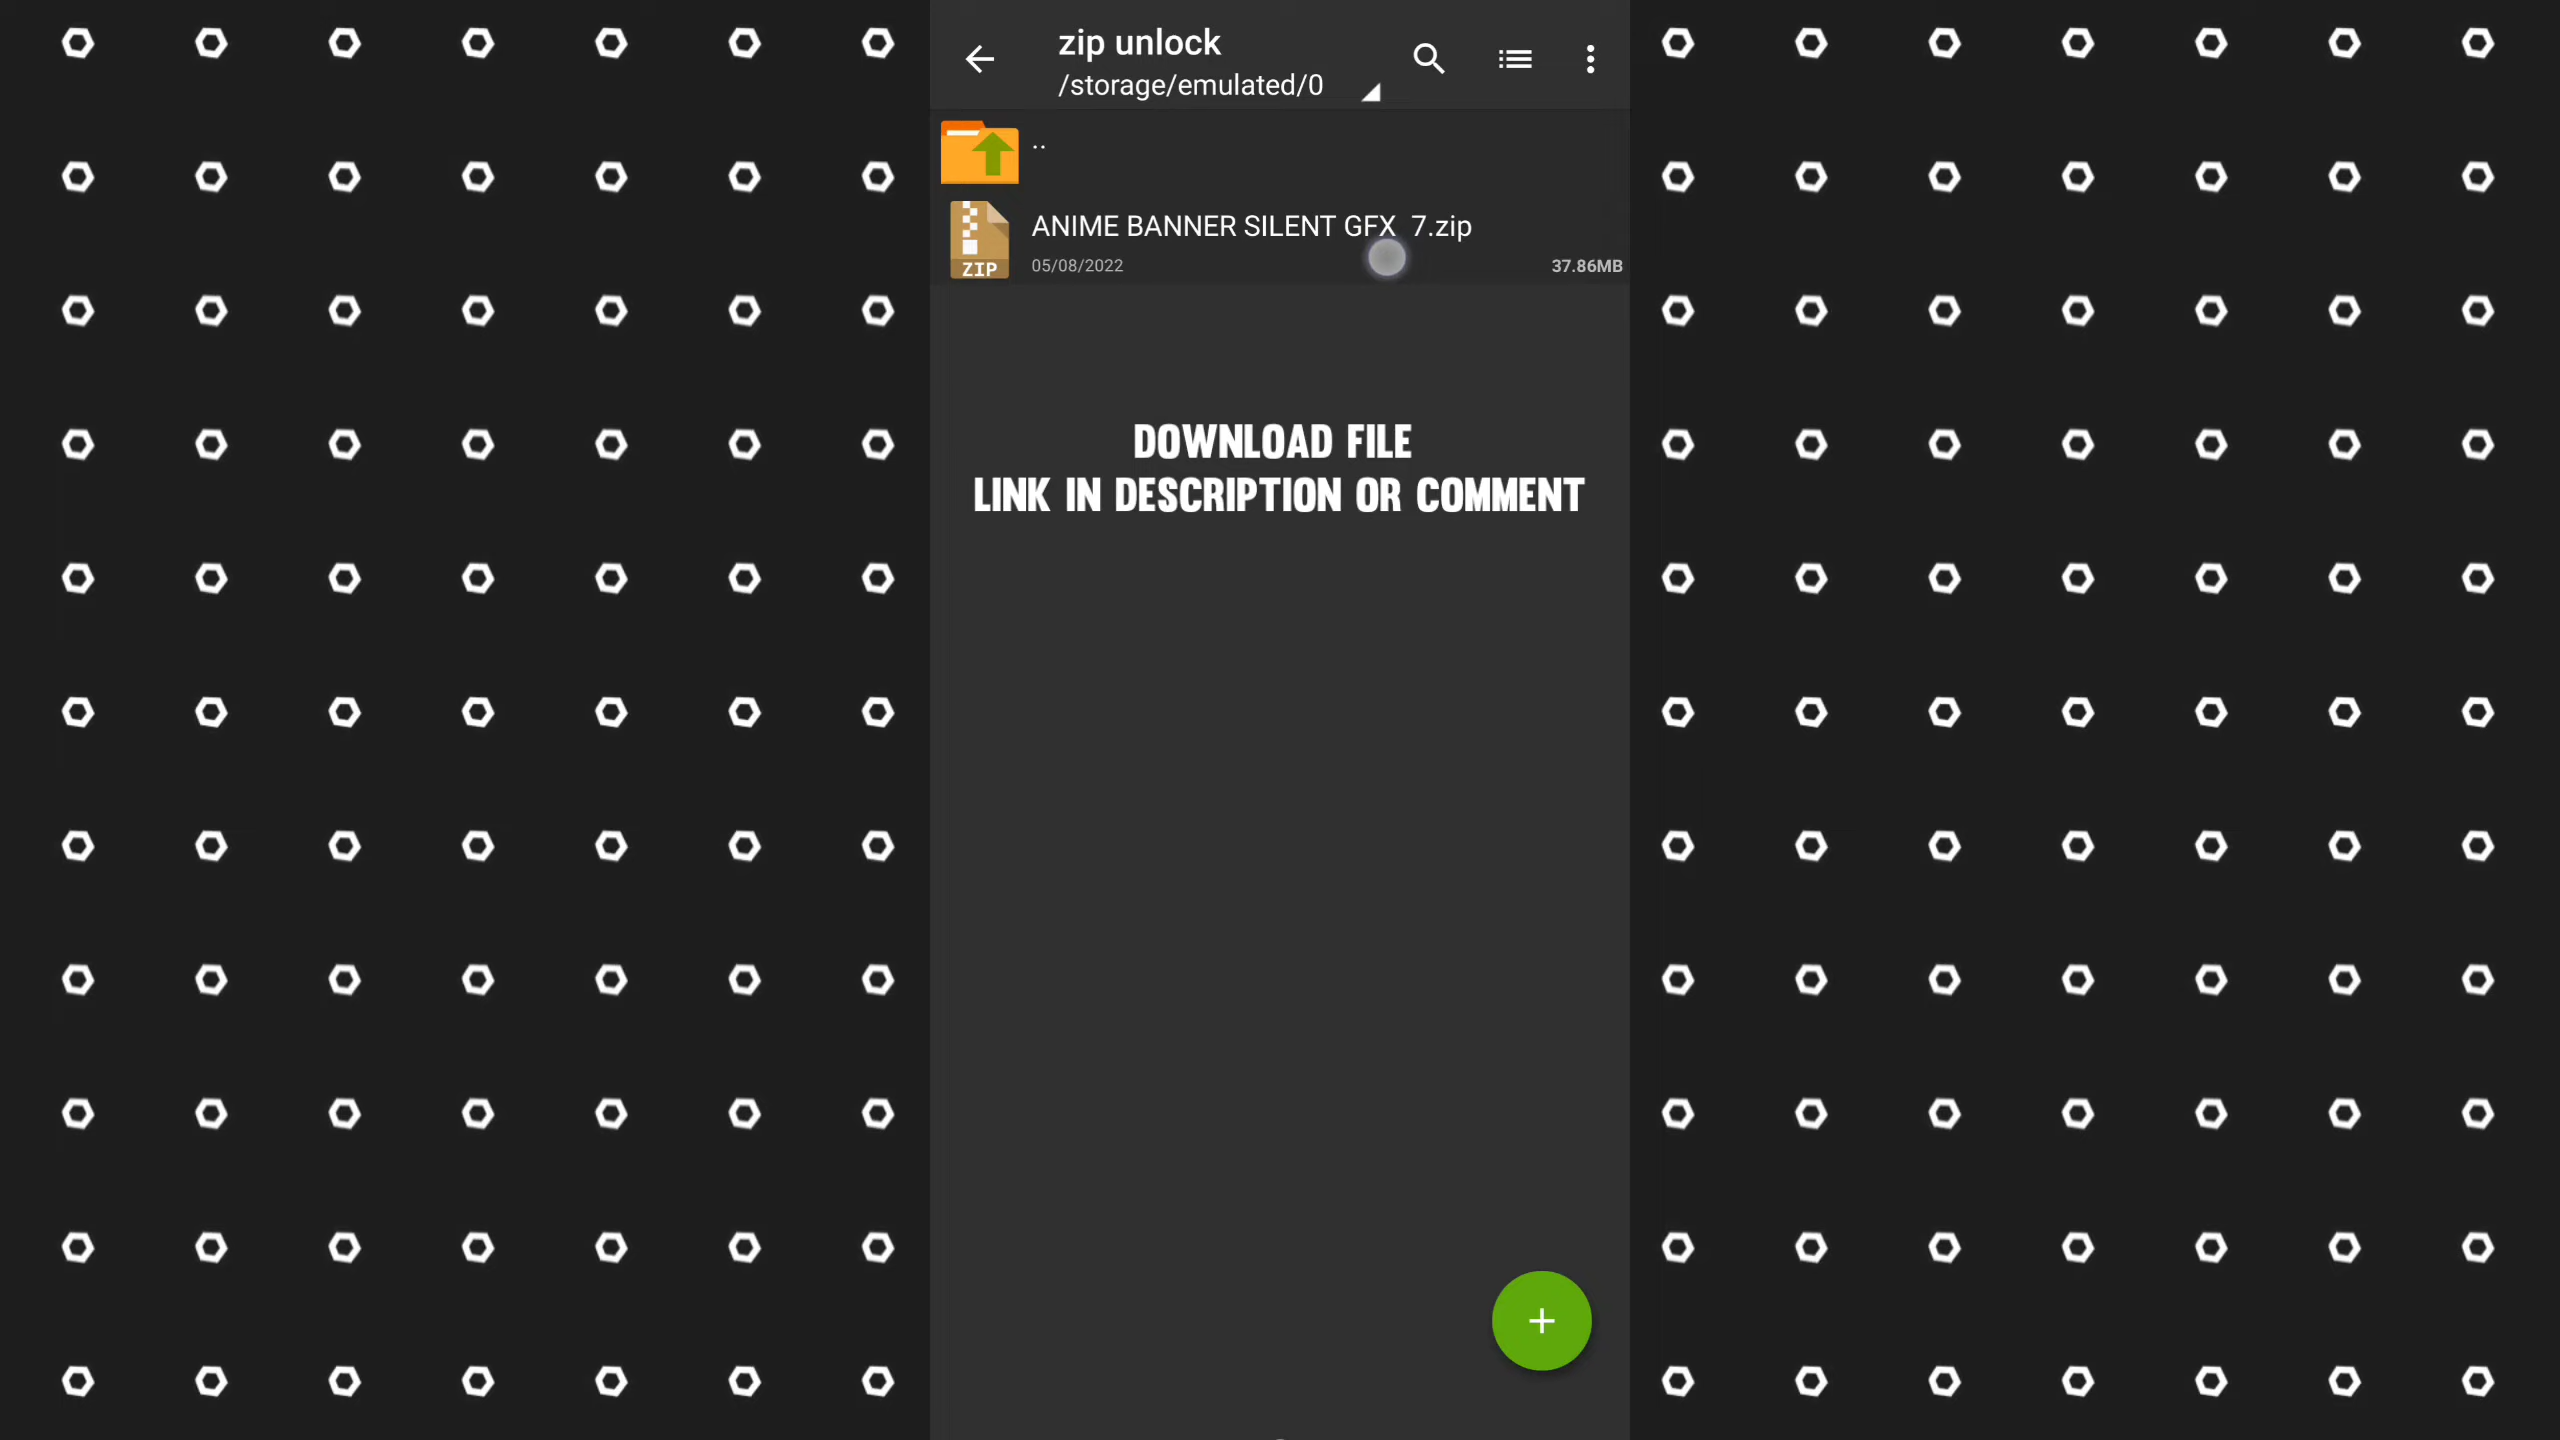 zip unlock
/storage/emulated/0
..
ANIME BANNER SILENT GFX  7.zip
ZIP
05/08/2022
37.86MB
DOWNLOAD FILE
LINK IN DESCRIPTION OR COMMENT